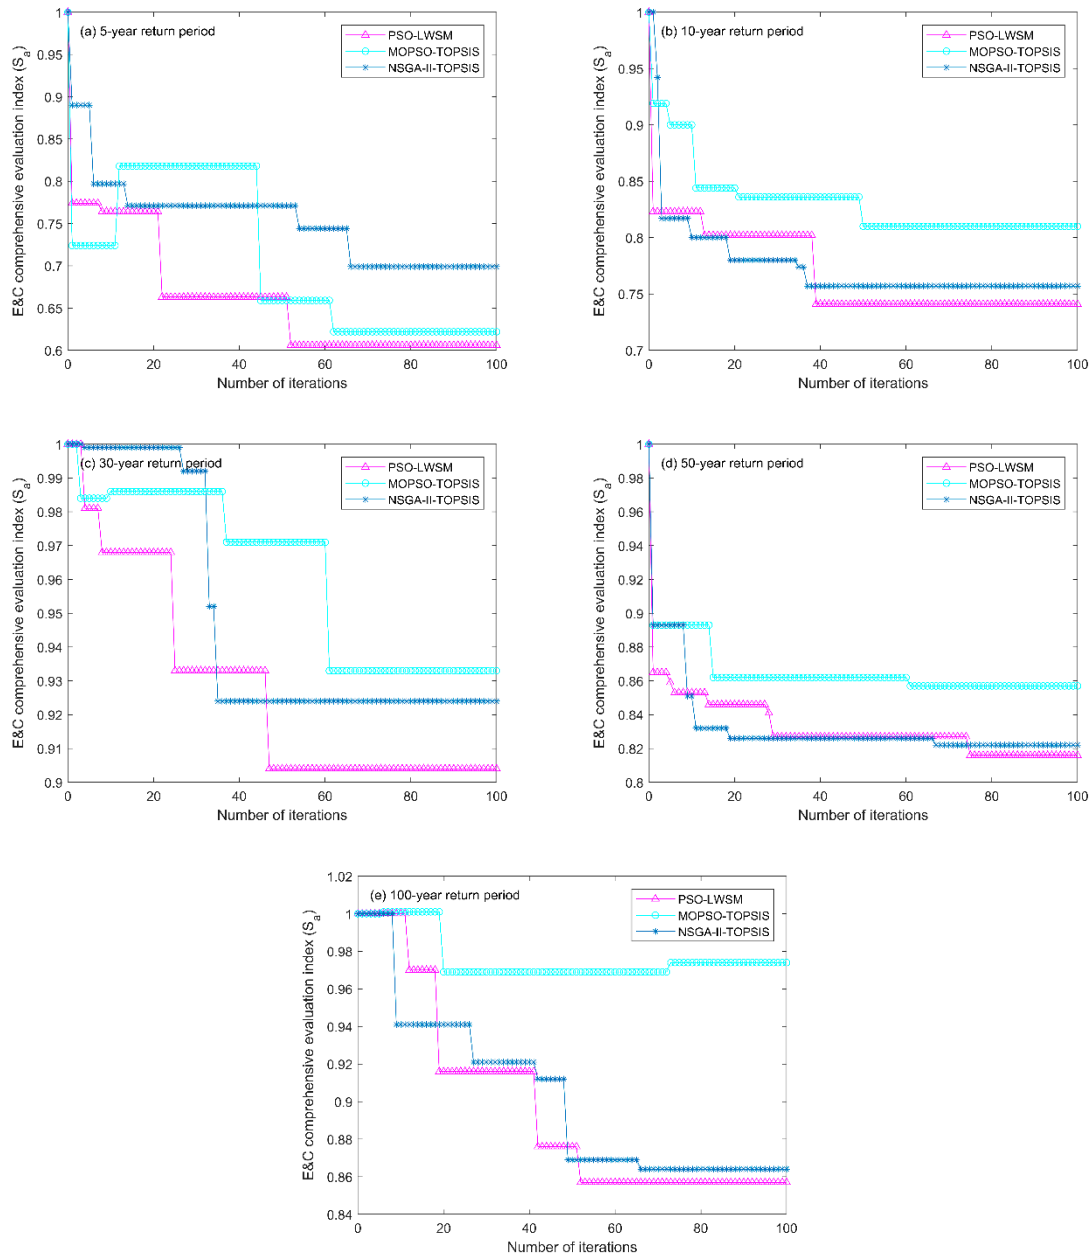 (a) 5-year return period
PSO-LWSM
MOPSO-TOPSIS
NSGA-II-TOPSIS
E&C comprehensive evaluation index (Sa)
1
0.9
0.85
0.8
0.75
0.7
0.65
0.6
0 20 40 60 80 100
Number of iterations
(b) 10-year return period
PSO-LWSM
MOPSO-TOPSIS
NSGA-II-TOPSIS
E&C comprehensive evaluation index (Sa)
1
0.95
0.9
0.85
0.8
0.75
0.7
0 20 40 60 80 100
Number of iterations
(c) 30-year return period
PSO-LWSM
MOPSO-TOPSIS
NSGA-II-TOPSIS
E&C comprehensive evaluation index (Sa)
1
0.99
0.98
0.97
0.96
0.95
0.94
0.93
0.92
0.91
0.9
0 20 40 60 80 100
Number of iterations
(d) 50-year return period
PSO-LWSM
MOPSO-TOPSIS
NSGA-II-TOPSIS
E&C comprehensive evaluation index (Sa)
1
0.98
0.96
0.94
0.92
0.9
0.88
0.86
0.84
0.82
0.8
0 20 40 60 80 100
Number of iterations
(e) 100-year return period
PSO-LWSM
MOPSO-TOPSIS
NSGA-II-TOPSIS
E&C comprehensive evaluation index (Sa)
1.02
1
0.98
0.96
0.94
0.92
0.9
0.88
0.86
0.84
0 20 40 60 80 100
Number of iterations